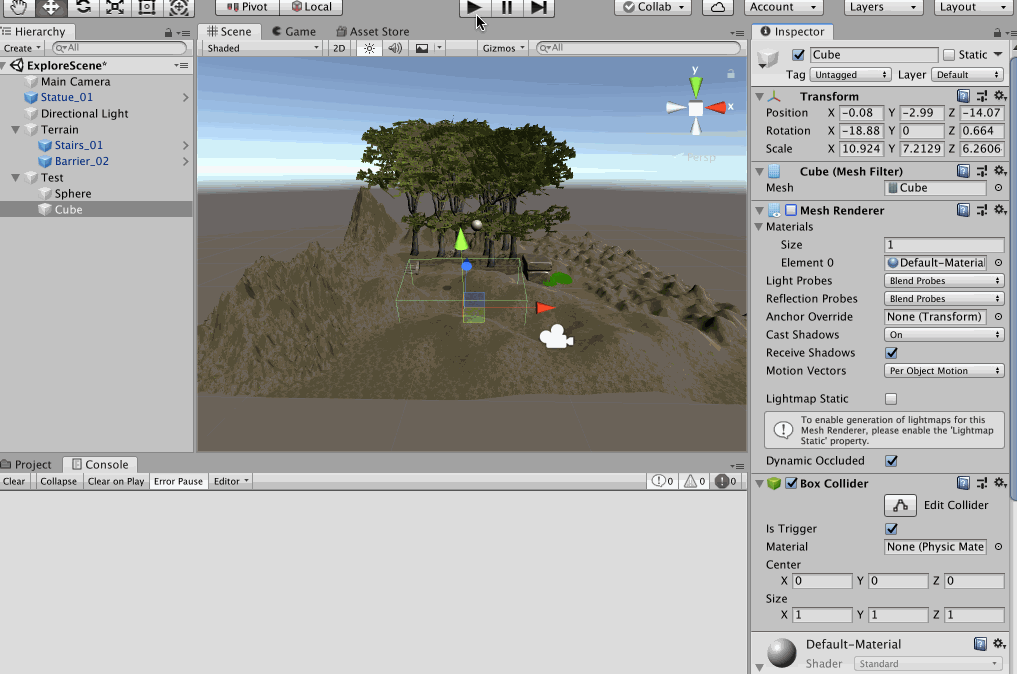 Pivot Local Collab Account Layers Layout
Hierarchy
Create All
ExploreScene*
Main Camera
Statue_01
Directional Light
Terrain
Stairs_01
Barrier_02
Test
Sphere
Cube
Scene Game Asset Store
Shaded 2D Gizmos All
y
x
Persp
Project Console
Clear Collapse Clear on Play Error Pause Editor 0 0 0
Inspector
Cube Static
Tag Untagged Layer Default
Transform
Position X -0.08 Y -2.99 Z -14.07
Rotation X -18.88 Y 0 Z 0.664
Scale X 10.924 Y 7.2129 Z 6.2606
Cube (Mesh Filter)
Mesh Cube
Mesh Renderer
Materials
Size 1
Element 0 Default-Material
Light Probes Blend Probes
Reflection Probes Blend Probes
Anchor Override None (Transform)
Cast Shadows On
Receive Shadows
Motion Vectors Per Object Motion
Lightmap Static
To enable generation of lightmaps for this
Mesh Renderer, please enable the 'Lightmap
Static' property.
Dynamic Occluded
Box Collider
Edit Collider
Is Trigger
Material None (Physic Mate
Center
X 0 Y 0 Z 0
Size
X 1 Y 1 Z 1
Default-Material
Shader Standard